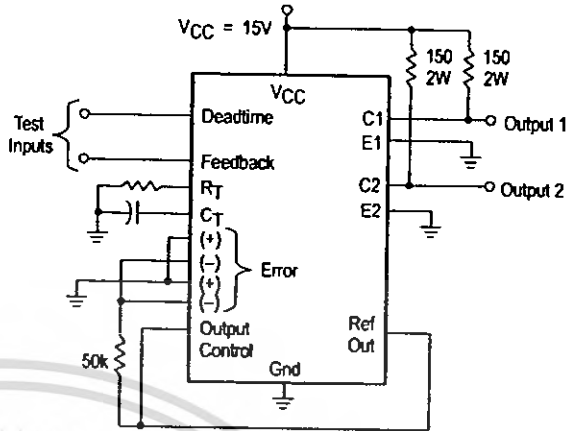 VCC = 15V
150
2W
150
2W
VCC
Test
Inputs
Deadtime
Feedback
RT
CT
(+)
(−)
(+)
(−)
Error
Output
Control
50k
Gnd
C1
E1
C2
E2
Ref
Out
Output 1
Output 2